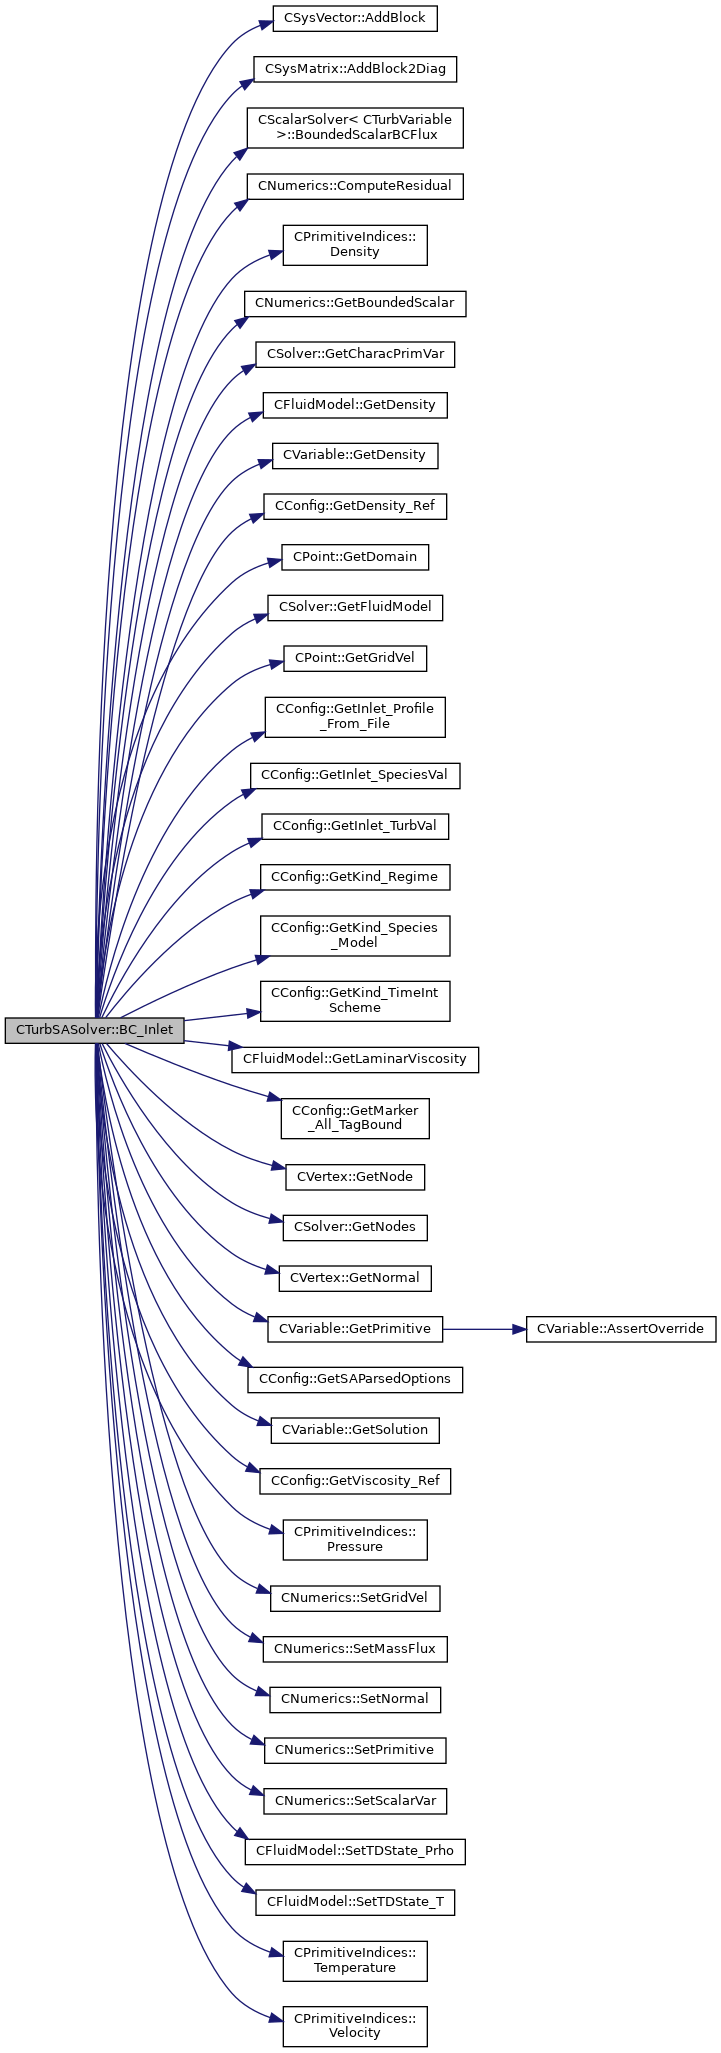 CSysVector::AddBlock
CSysMatrix::AddBlock2Diag
CScalarSolver< CTurbVariable
>::BoundedScalarBCFlux
CNumerics::ComputeResidual
CPrimitiveIndices::
Density
CNumerics::GetBoundedScalar
CSolver::GetCharacPrimVar
CFluidModel::GetDensity
CVariable::GetDensity
CConfig::GetDensity_Ref
CPoint::GetDomain
CSolver::GetFluidModel
CPoint::GetGridVel
CConfig::GetInlet_Profile
_From_File
CConfig::GetInlet_SpeciesVal
CConfig::GetInlet_TurbVal
CConfig::GetKind_Regime
CConfig::GetKind_Species
_Model
CConfig::GetKind_TimeInt
Scheme
CTurbSASolver::BC_Inlet
CFluidModel::GetLaminarViscosity
CConfig::GetMarker
_All_TagBound
CVertex::GetNode
CSolver::GetNodes
CVertex::GetNormal
CVariable::GetPrimitive
CVariable::AssertOverride
CConfig::GetSAParsedOptions
CVariable::GetSolution
CConfig::GetViscosity_Ref
CPrimitiveIndices::
Pressure
CNumerics::SetGridVel
CNumerics::SetMassFlux
CNumerics::SetNormal
CNumerics::SetPrimitive
CNumerics::SetScalarVar
CFluidModel::SetTDState_Prho
CFluidModel::SetTDState_T
CPrimitiveIndices::
Temperature
CPrimitiveIndices::
Velocity